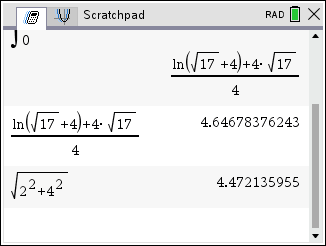 Scratchpad RAD
∫0
(ln(√17+4)+4·√17)/4
(ln(√17+4)+4·√17)/4 4.64678376243
√(2²+4²) 4.472135955